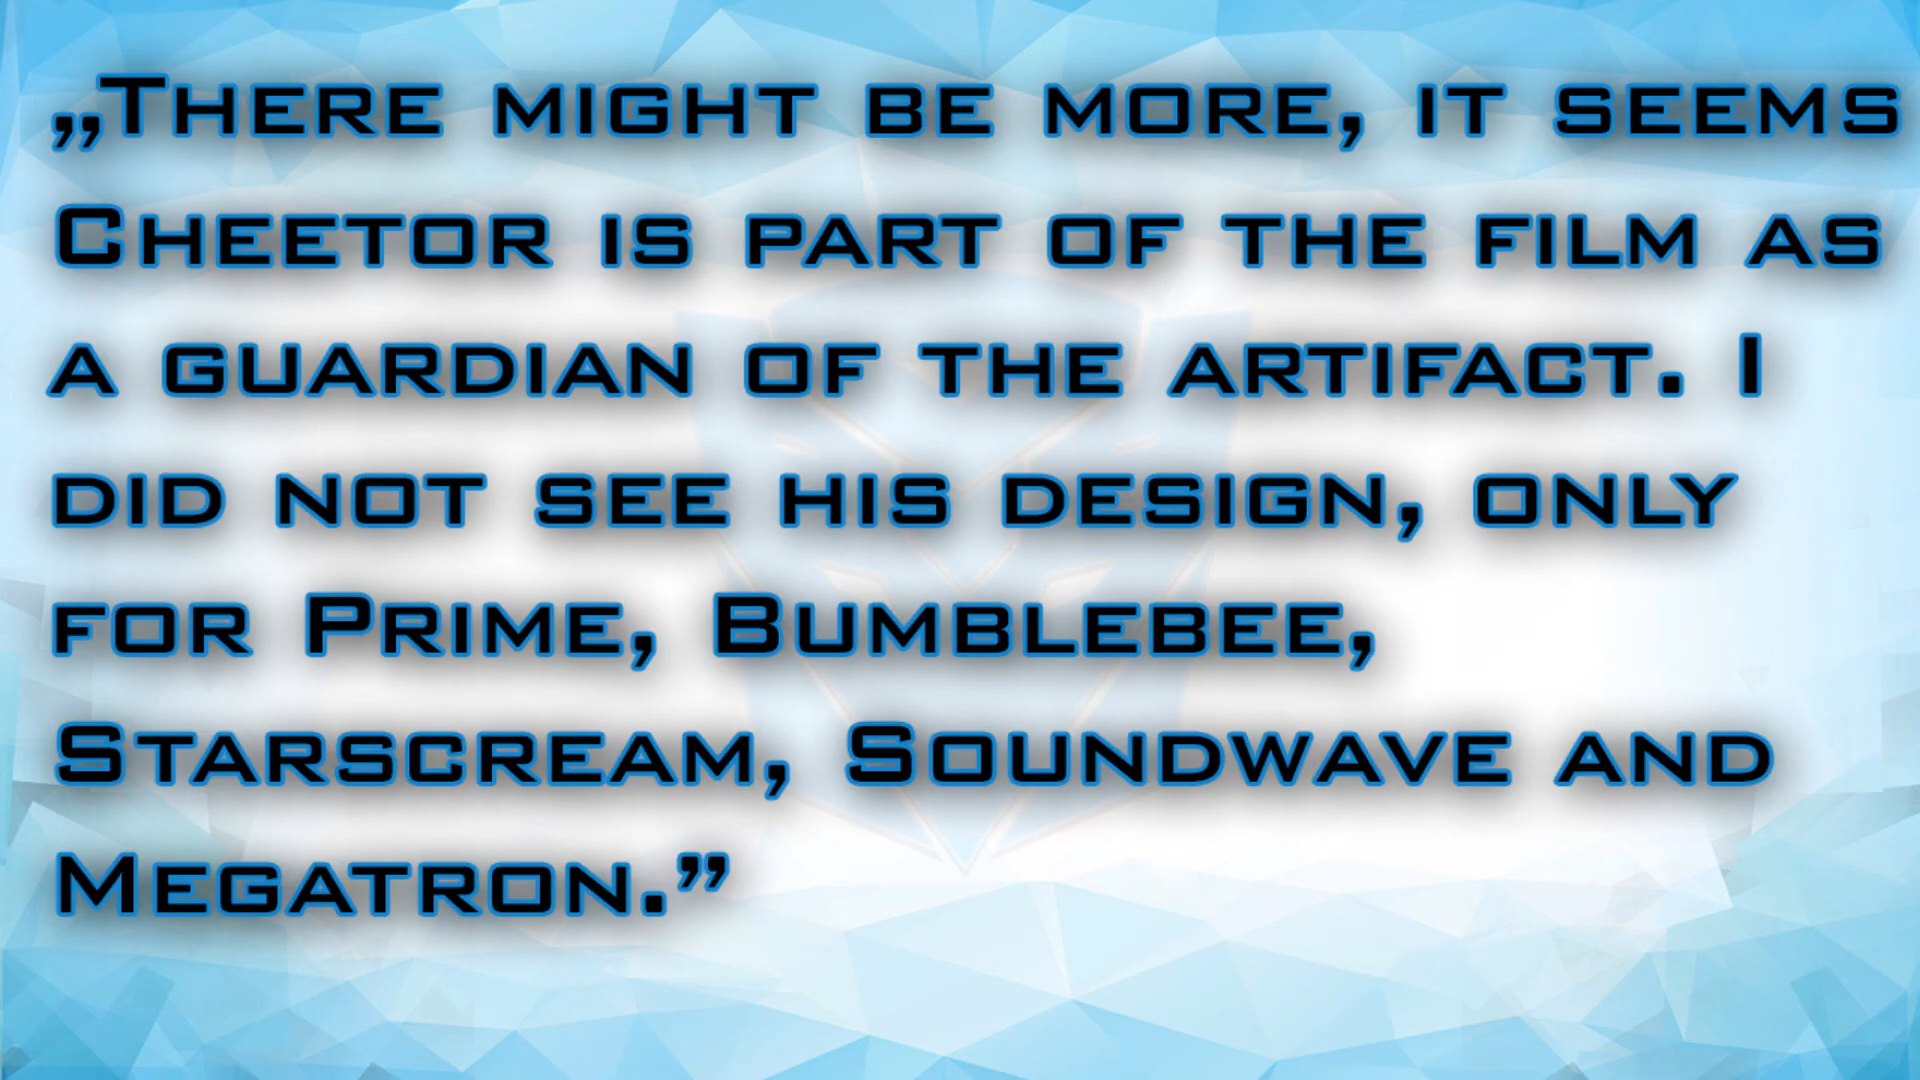 „There might be more, it seems
Cheetor is part of the film as
a guardian of the artifact. I
did not see his design, only
for Prime, Bumblebee,
Starscream, Soundwave and
Megatron.”